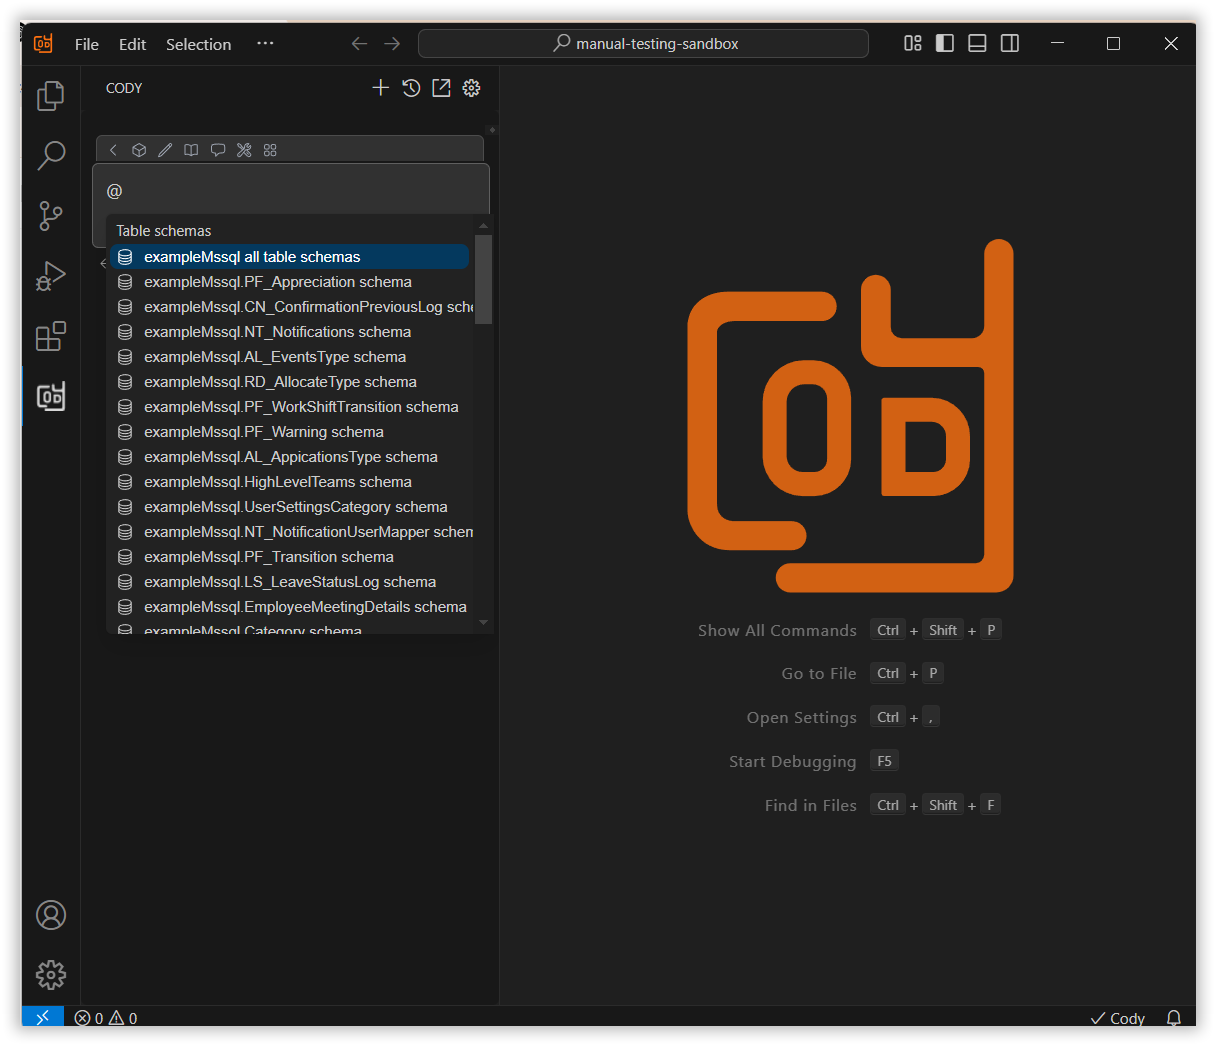 File Edit Selection ··· manual-testing-sandbox
CODY
@
Table schemas
exampleMssql all table schemas
exampleMssql.PF_Appreciation schema
exampleMssql.CN_ConfirmationPreviousLog sche
exampleMssql.NT_Notifications schema
exampleMssql.AL_EventsType schema
exampleMssql.RD_AllocateType schema
exampleMssql.PF_WorkShiftTransition schema
exampleMssql.PF_Warning schema
exampleMssql.AL_AppicationsType schema
exampleMssql.HighLevelTeams schema
exampleMssql.UserSettingsCategory schema
exampleMssql.NT_NotificationUserMapper schem
exampleMssql.PF_Transition schema
exampleMssql.LS_LeaveStatusLog schema
exampleMssql.EmployeeMeetingDetails schema
exampleMssql.Category schema
OD
Show All Commands Ctrl + Shift + P
Go to File Ctrl + P
Open Settings Ctrl + ,
Start Debugging F5
Find in Files Ctrl + Shift + F
0 0 Cody